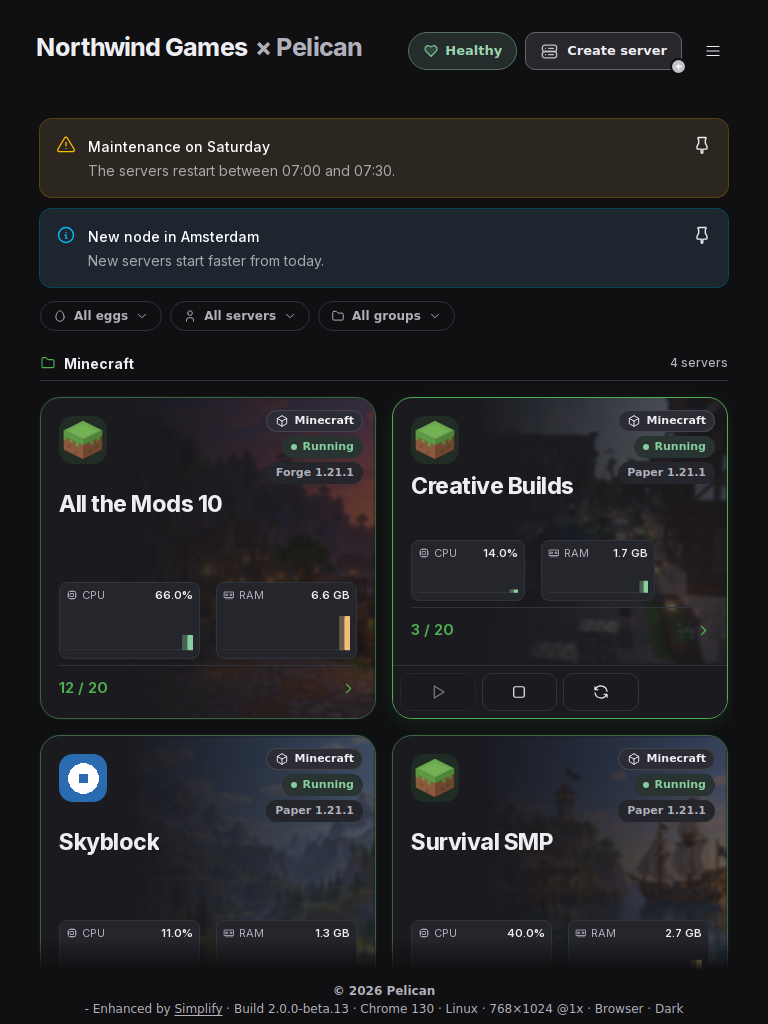 Northwind Games × Pelican
Healthy
Create server
Maintenance on Saturday
The servers restart between 07:00 and 07:30.
New node in Amsterdam
New servers start faster from today.
All eggs
All servers
All groups
Minecraft
4 servers
Minecraft
Running
Forge 1.21.1
All the Mods 10
CPU 66.0%
RAM 6.6 GB
12 / 20
Minecraft
Running
Paper 1.21.1
Creative Builds
CPU 14.0%
RAM 1.7 GB
3 / 20
Minecraft
Running
Paper 1.21.1
Skyblock
CPU 11.0%
RAM 1.3 GB
Minecraft
Running
Paper 1.21.1
Survival SMP
CPU 40.0%
RAM 2.7 GB
© 2026 Pelican
- Enhanced by Simplify · Build 2.0.0-beta.13 · Chrome 130 · Linux · 768×1024 @1x · Browser · Dark